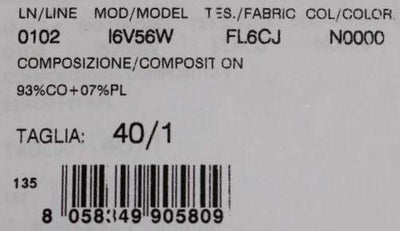 LN/LINE MOD/MODEL TES./FABRIC COL/COLOR
0102 I6V56W FL6CJ N0000
COMPOSIZIONE/COMPOSIT ON
93%CO+07%PL
TAGLIA: 40/1
135
8 058349 905809